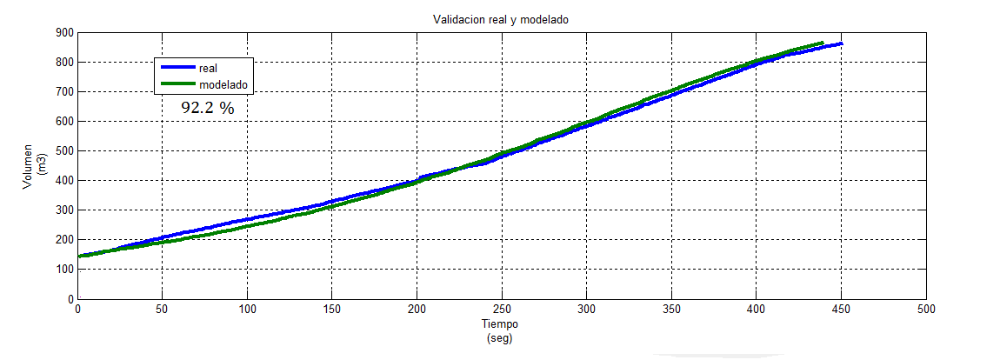 Validacion real y modelado
900
800
700
600
500
400
300
200
100
0
real
modelado
92.2 %
Volumen
(m3)
0 50 100 150 200 250 300 350 400 450 500
Tiempo
(seg)